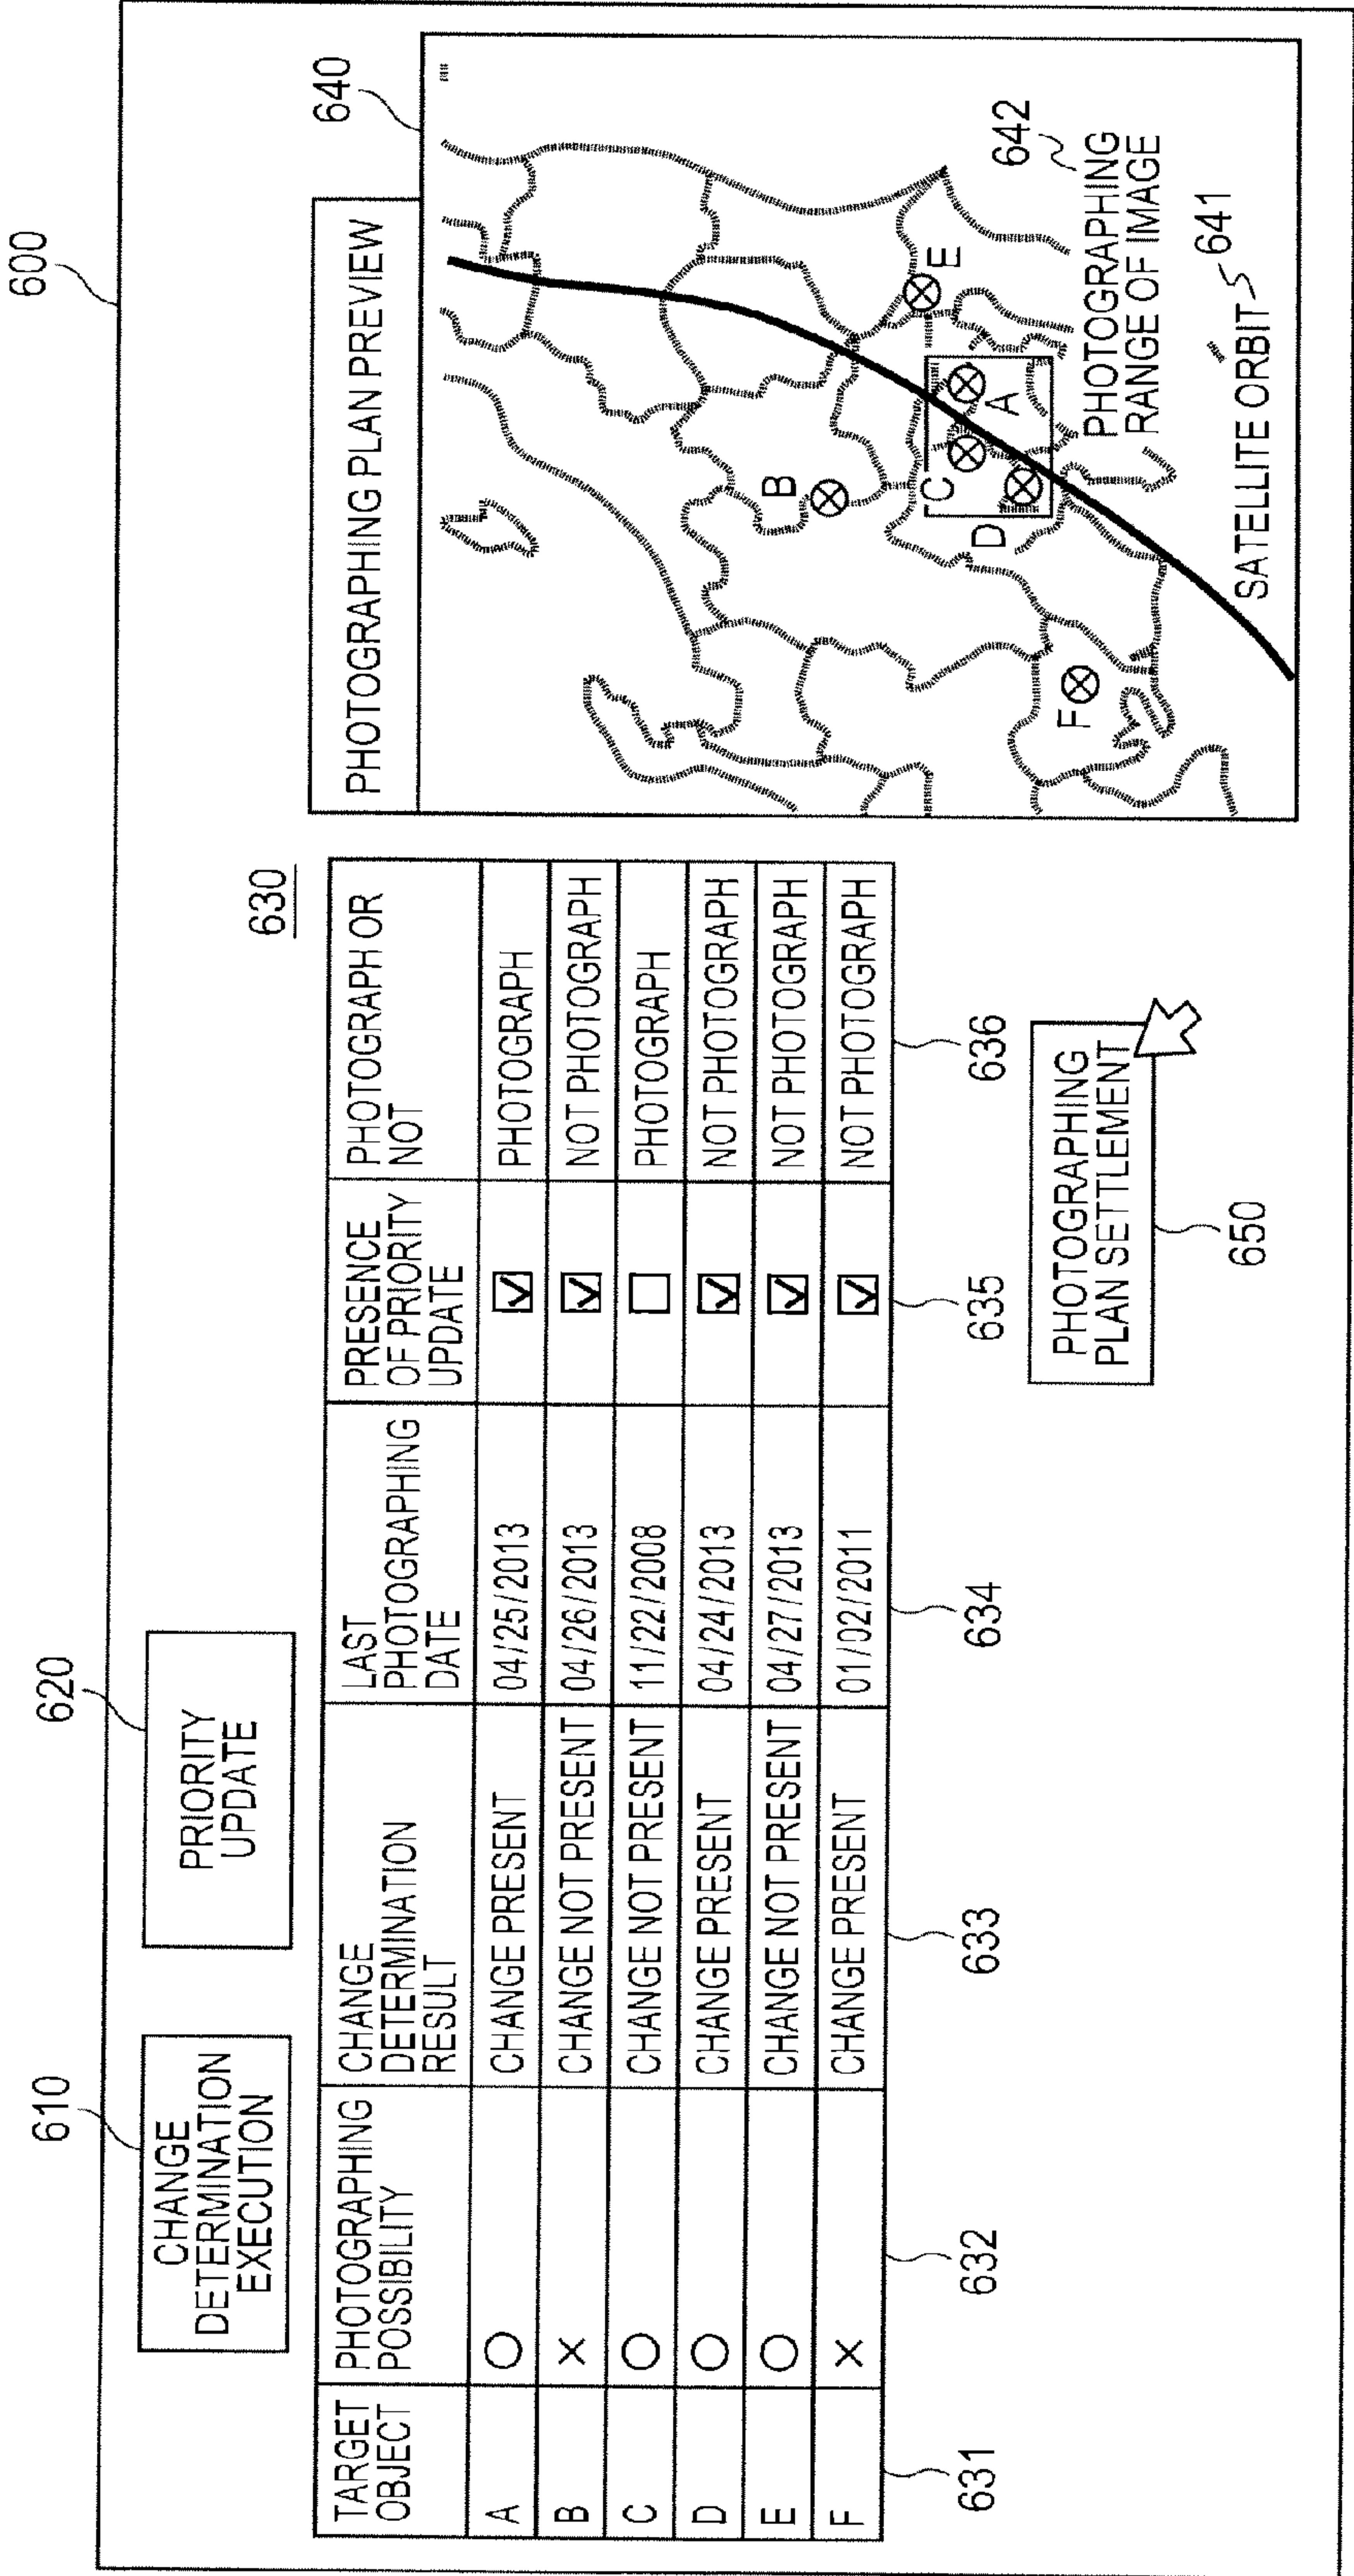 600
610
CHANGE
DETERMINATION
EXECUTION
620
PRIORITY
UPDATE
630
TARGET
OBJECT
PHOTOGRAPHING
POSSIBILITY
CHANGE
DETERMINATION
RESULT
LAST
PHOTOGRAPHING
DATE
PRESENCE
OF PRIORITY
UPDATE
PHOTOGRAPH OR
NOT
A ○ CHANGE PRESENT 04/25/2013 ☑ PHOTOGRAPH
B × CHANGE NOT PRESENT 04/26/2013 ☑ NOT PHOTOGRAPH
C ○ CHANGE NOT PRESENT 11/22/2008 ☐ PHOTOGRAPH
D ○ CHANGE PRESENT 04/24/2013 ☑ NOT PHOTOGRAPH
E ○ CHANGE NOT PRESENT 04/27/2013 ☑ NOT PHOTOGRAPH
F × CHANGE PRESENT 01/02/2011 ☑ NOT PHOTOGRAPH
631
632
633
634
635
636
PHOTOGRAPHING
PLAN SETTLEMENT
650
PHOTOGRAPHING PLAN PREVIEW
640
B
E
C
A
D
F
642
PHOTOGRAPHING
RANGE OF IMAGE
SATELLITE ORBIT 641